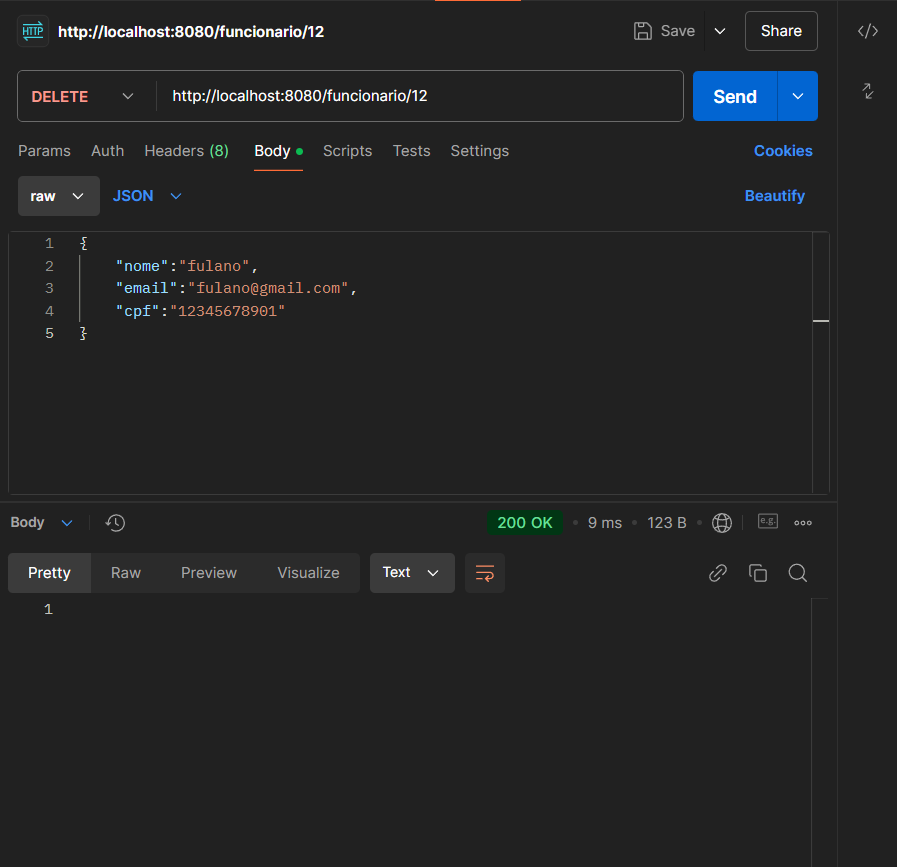 HTTP http://localhost:8080/funcionario/12 Save Share
DELETE http://localhost:8080/funcionario/12 Send
Params Auth Headers (8) Body Scripts Tests Settings Cookies
raw JSON Beautify
1 {
2 "nome":"fulano",
3 "email":"fulano@gmail.com",
4 "cpf":"12345678901"
5 }
Body 200 OK • 9 ms • 123 B • e.g.
Pretty Raw Preview Visualize Text
1